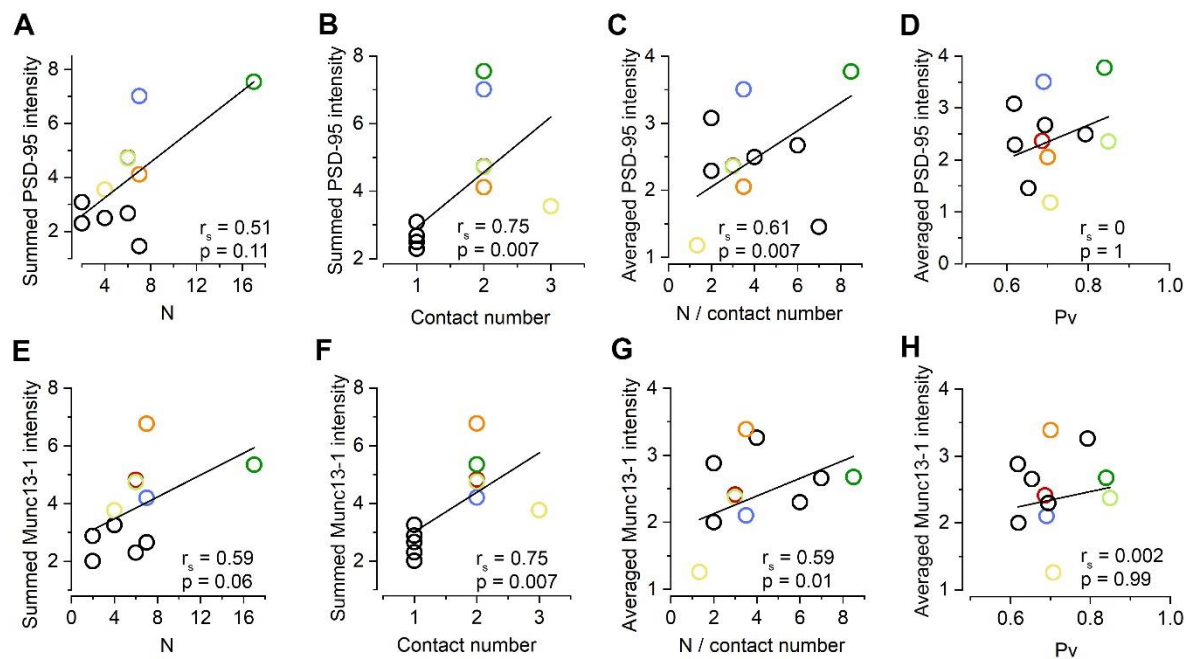 A
Summed PSD-95 intensity
8
6
4
2
0 4 8 12 16
N
r_s = 0.51
p = 0.11
B
Summed PSD-95 intensity
8
6
4
2
1 2 3
Contact number
r_s = 0.75
p = 0.007
C
Averaged PSD-95 intensity
4
3
2
1
0 2 4 6 8
N / contact number
r_s = 0.61
p = 0.007
D
Averaged PSD-95 intensity
4
3
2
1
0
0.6 0.8 1.0
Pv
r_s = 0
p = 1
E
Summed Munc13-1 intensity
8
6
4
2
0 4 8 12 16
N
r_s = 0.59
p = 0.06
F
Summed Munc13-1 intensity
8
6
4
2
0
1 2 3
Contact number
r_s = 0.75
p = 0.007
G
Averaged Munc13-1 intensity
4
3
2
1
0 2 4 6 8
N / contact number
r_s = 0.59
p = 0.01
H
Averaged Munc13-1 intensity
4
3
2
1
0.6 0.8 1.0
Pv
r_s = 0.002
p = 0.99